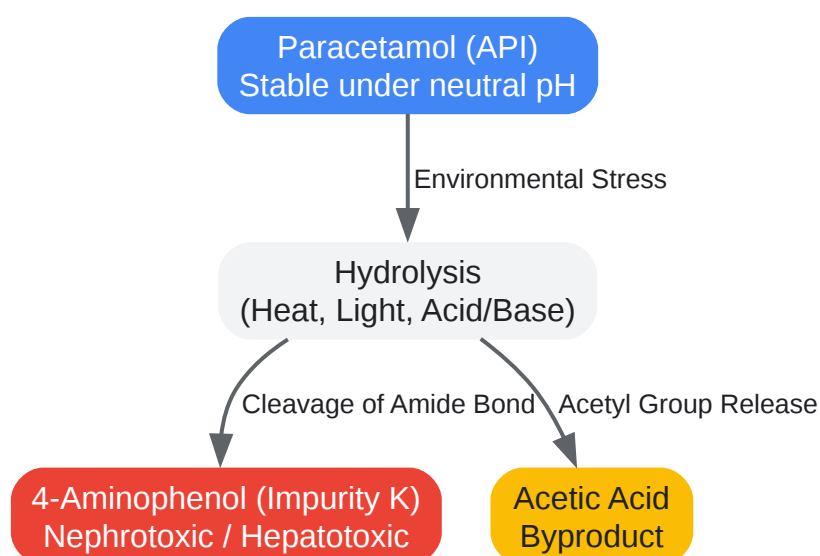 Paracetamol (API)
Stable under neutral pH
Environmental Stress
Hydrolysis
(Heat, Light, Acid/Base)
Cleavage of Amide Bond
Acetyl Group Release
4-Aminophenol (Impurity K)
Nephrotoxic / Hepatotoxic
Acetic Acid
Byproduct